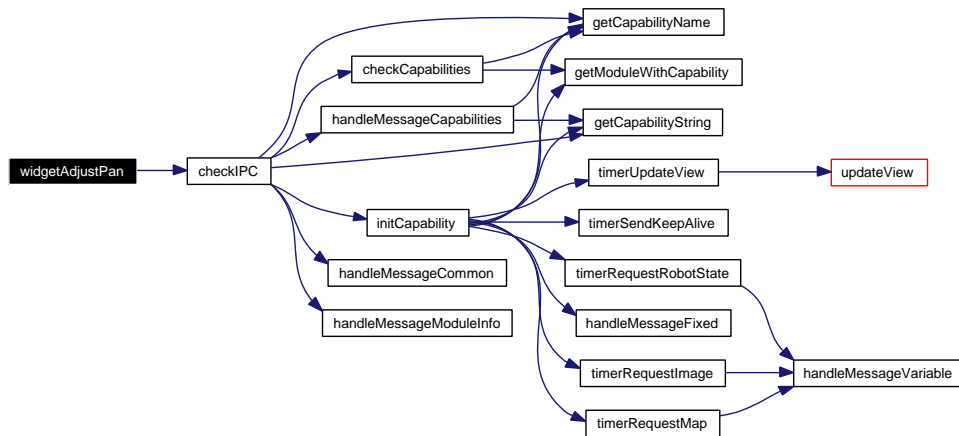 getCapabilityName
checkCapabilities
getModuleWithCapability
handleMessageCapabilities
getCapabilityString
widgetAdjustPan
checkIPC
timerUpdateView
updateView
initCapability
timerSendKeepAlive
handleMessageCommon
timerRequestRobotState
handleMessageModuleInfo
handleMessageFixed
timerRequestImage
handleMessageVariable
timerRequestMap